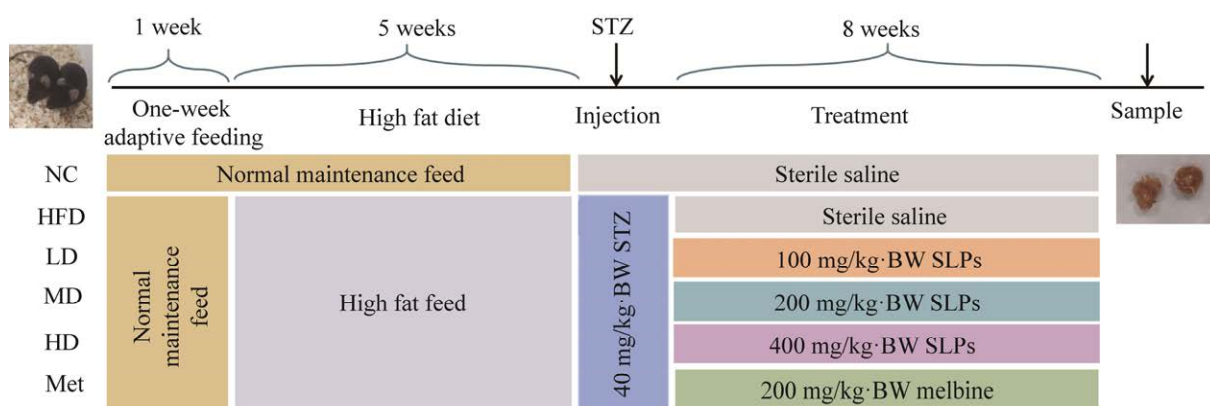 1 week
5 weeks
STZ
8 weeks
One-week
adaptive feeding
High fat diet
Injection
Treatment
Sample
NC
Normal maintenance feed
Sterile saline
HFD
Sterile saline
LD
100 mg/kg·BW SLPs
MD
200 mg/kg·BW SLPs
HD
400 mg/kg·BW SLPs
Met
200 mg/kg·BW melbine
Normal
maintenance
feed
High fat feed
40 mg/kg·BW STZ